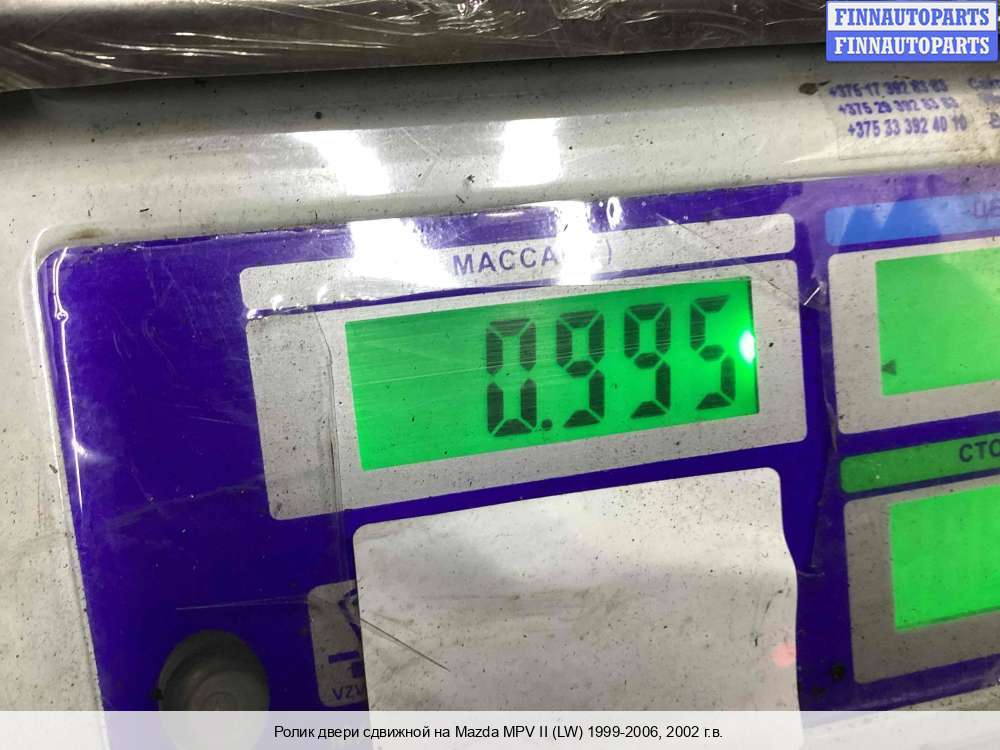 FINNAUTOPARTS
FINNAUTOPARTS
+375 17 392 83 83
+375 29 392 83 83
+375 33 392 40 10
МАССА ( )
0.995
СТО
VZV
Ролик двери сдвижной на Mazda MPV II (LW) 1999-2006, 2002 г.в.